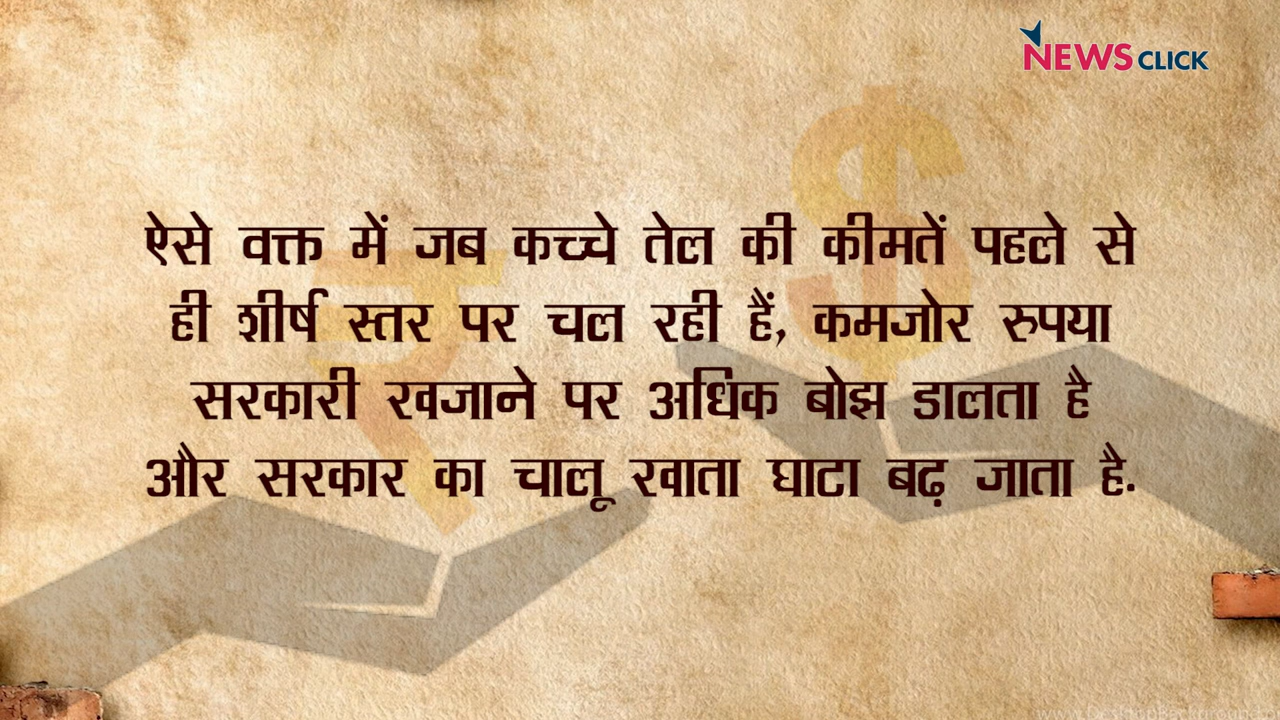 NEWSCLICK
ऐसे वक्त में जब कच्चे तेल की कीमतें पहले से
ही शीर्ष स्तर पर चल रही हैं, कमजोर रुपया
सरकारी खजाने पर अधिक बोझ डालता है
और सरकार का चालू खाता घाटा बढ़ जाता है.